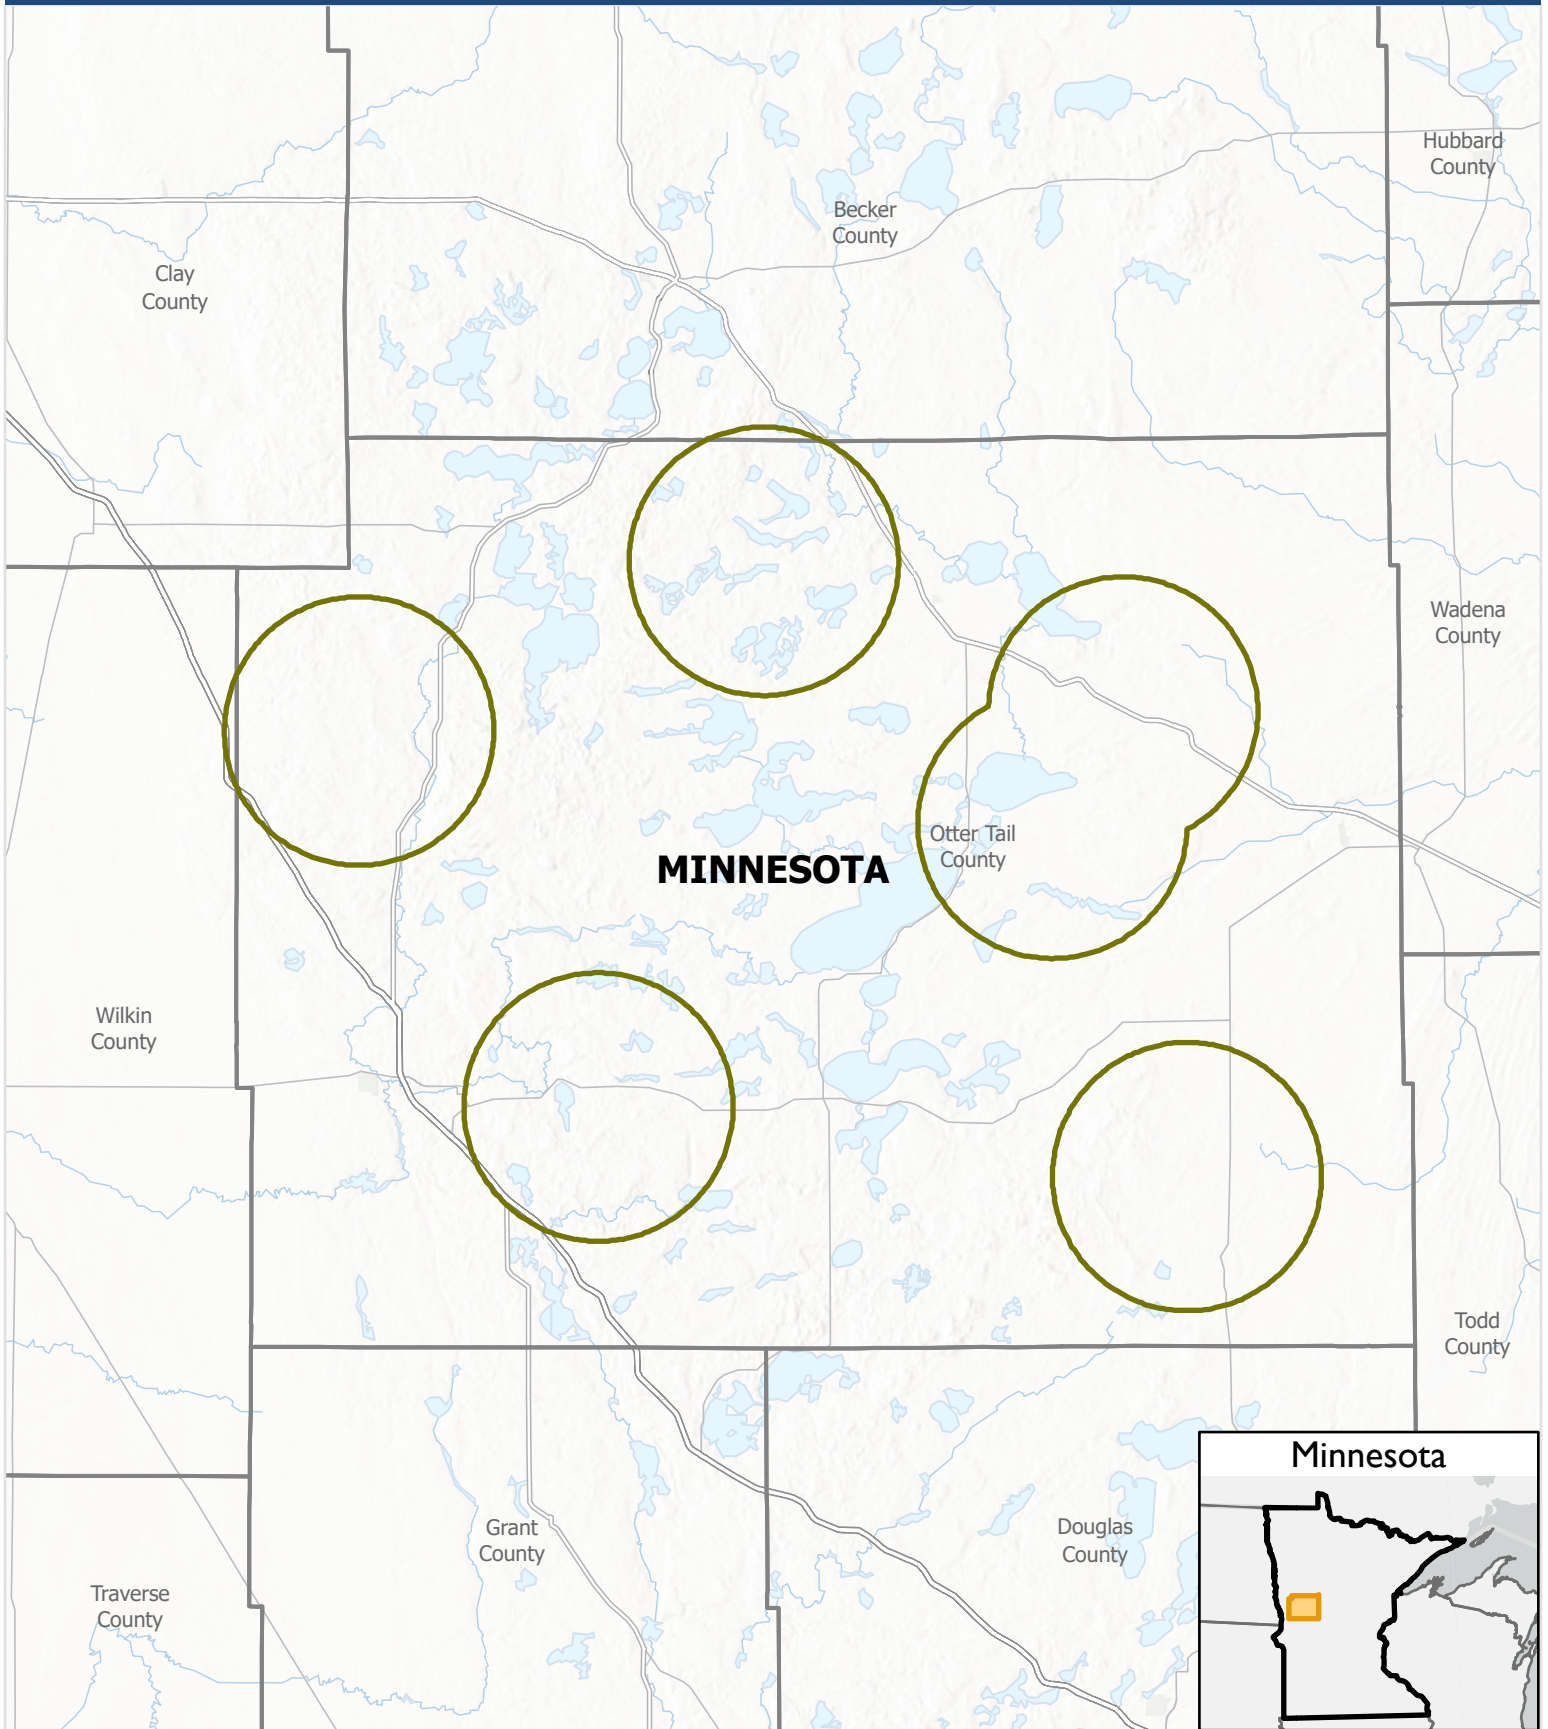 Hubbard
County
Becker
County
Clay
County
Wadena
County
Otter Tail
County
MINNESOTA
Wilkin
County
Todd
County
Minnesota
Grant
County
Douglas
County
Traverse
County